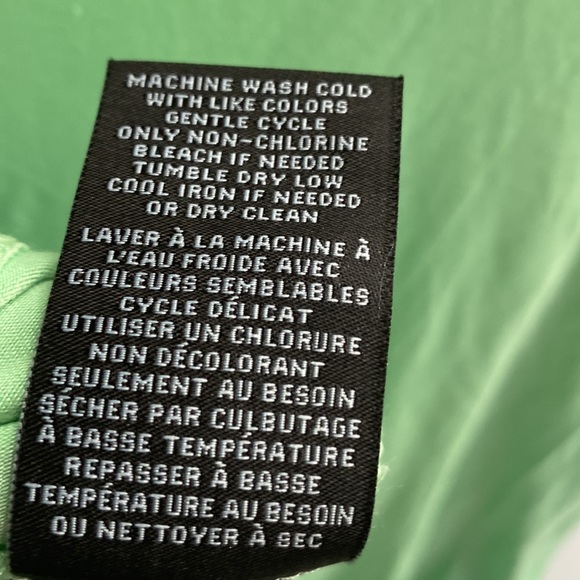 MACHINE WASH COLD
WITH LIKE COLORS
GENTLE CYCLE
ONLY NON-CHLORINE
BLEACH IF NEEDED
TUMBLE DRY LOW
COOL IRON IF NEEDED
OR DRY CLEAN
LAVER À LA MACHINE À
L'EAU FROIDE AVEC
COULEURS SEMBLABLES
CYCLE DÉLICAT
UTILISER UN CHLORURE
NON DÉCOLORANT
SEULEMENT AU BESOIN
SÉCHER PAR CULBUTAGE
À BASSE TEMPÉRATURE
REPASSER À BASSE
TEMPÉRATURE AU BESOIN
OU NETTOYER À SEC